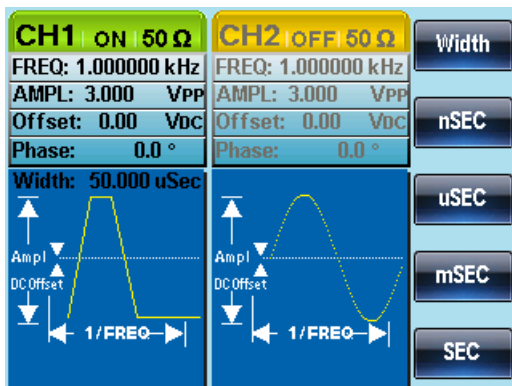 CH1 ON 50 Ω
FREQ: 1.000000 kHz
AMPL: 3.000 VPP
Offset: 0.00 VDC
Phase: 0.0 °
Width: 50.000 uSec
Ampl
DC Offset
1/FREQ
CH2 OFF 50 Ω
FREQ: 1.000000 kHz
AMPL: 3.000 VPP
Offset: 0.00 VDC
Phase: 0.0 °
Ampl
DC Offset
1/FREQ
Width
nSEC
uSEC
mSEC
SEC